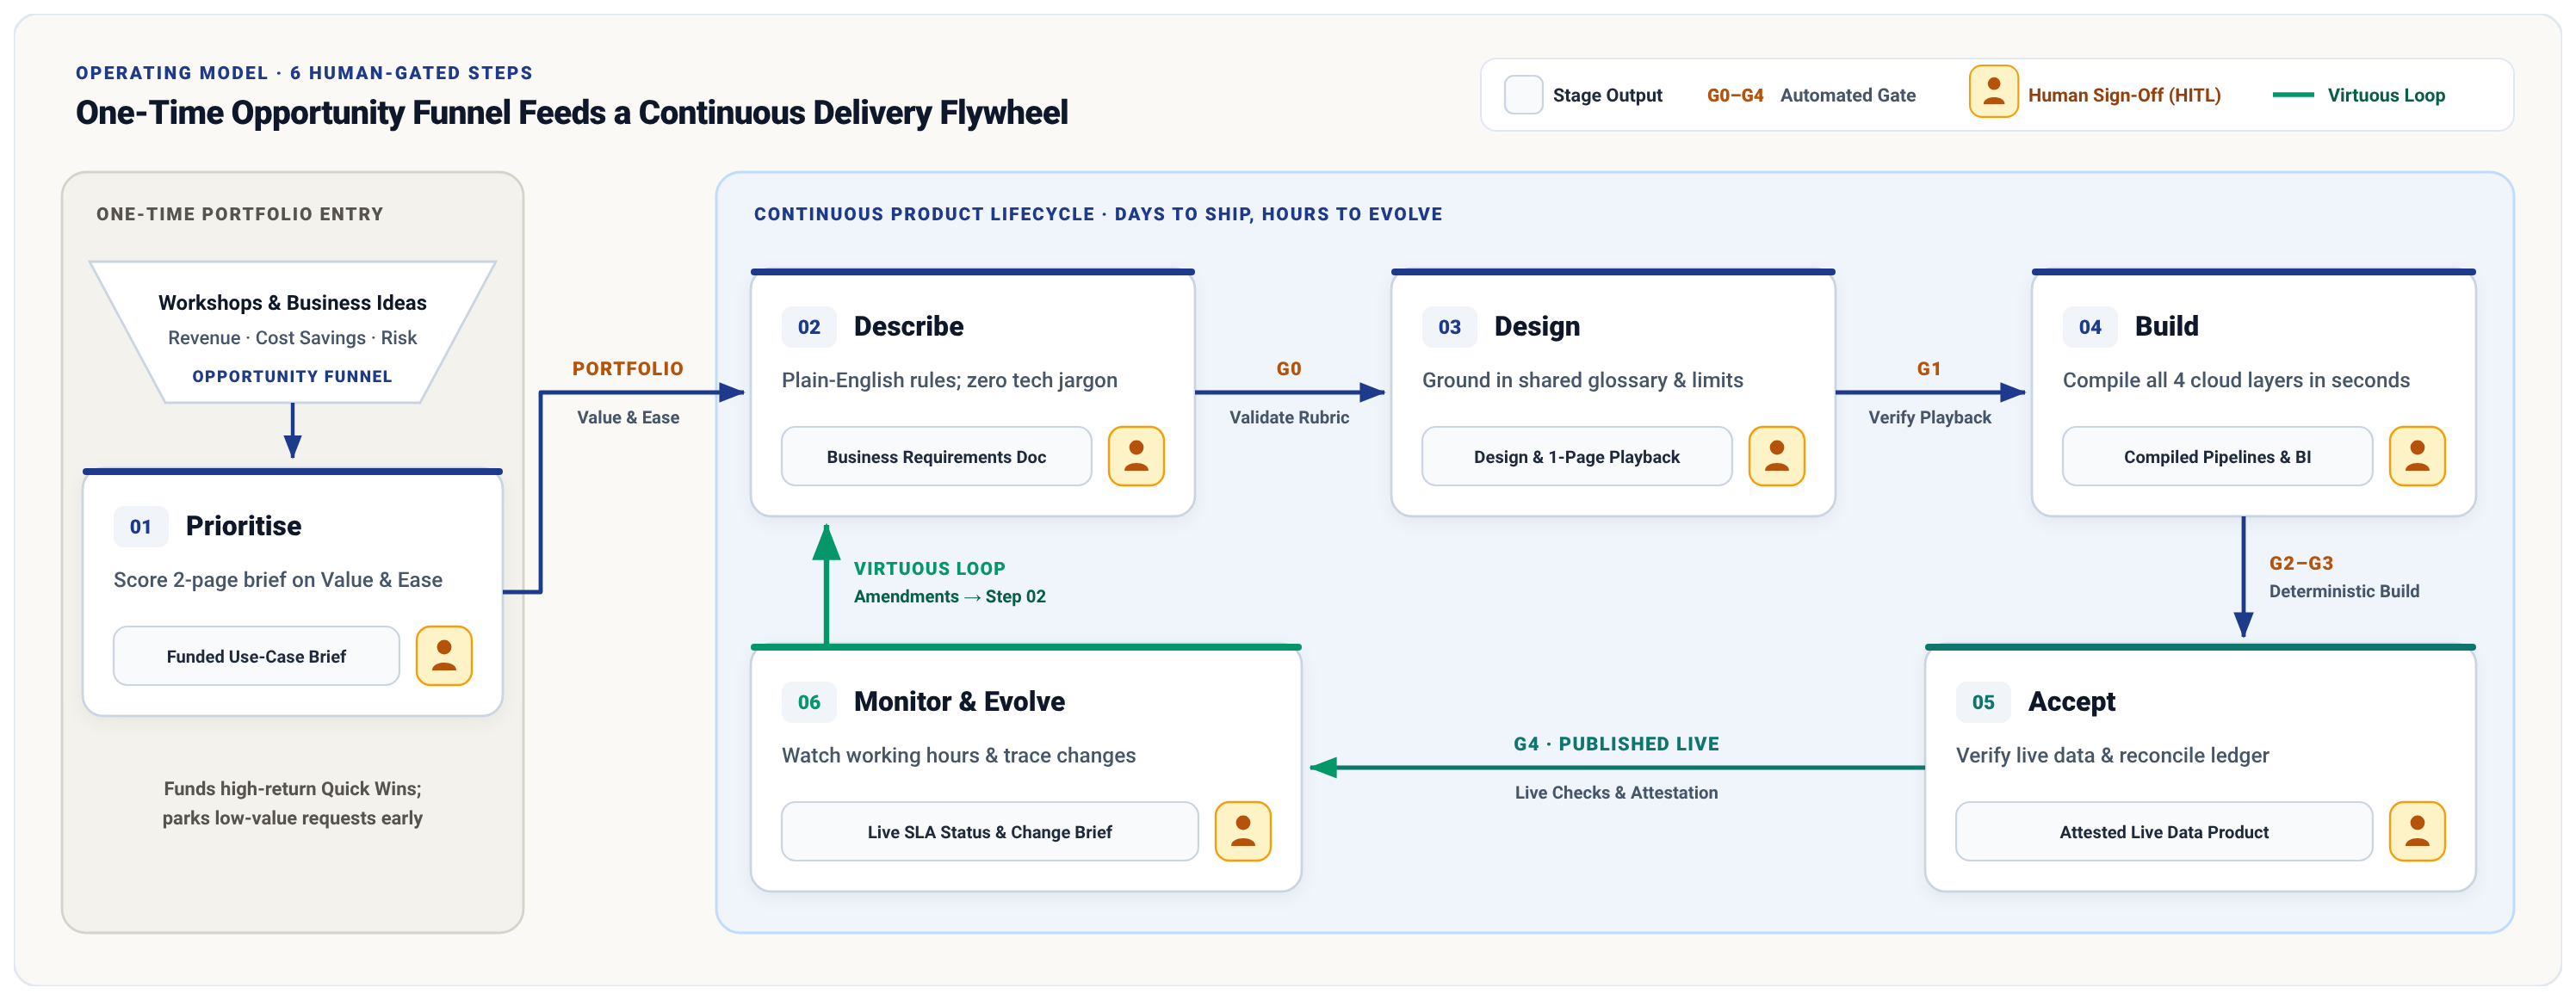 OPERATING MODEL · 6 HUMAN-GATED STEPS
One-Time Opportunity Funnel Feeds a Continuous Delivery Flywheel
Stage Output
G0–G4 Automated Gate
Human Sign-Off (HITL)
Virtuous Loop
ONE-TIME PORTFOLIO ENTRY
Workshops & Business Ideas
Revenue · Cost Savings · Risk
OPPORTUNITY FUNNEL
01 Prioritise
Score 2-page brief on Value & Ease
Funded Use-Case Brief
Funds high-return Quick Wins;
parks low-value requests early
PORTFOLIO
Value & Ease
CONTINUOUS PRODUCT LIFECYCLE · DAYS TO SHIP, HOURS TO EVOLVE
02 Describe
Plain-English rules; zero tech jargon
Business Requirements Doc
G0
Validate Rubric
03 Design
Ground in shared glossary & limits
Design & 1-Page Playback
G1
Verify Playback
04 Build
Compile all 4 cloud layers in seconds
Compiled Pipelines & BI
G2–G3
Deterministic Build
05 Accept
Verify live data & reconcile ledger
Attested Live Data Product
G4 · PUBLISHED LIVE
Live Checks & Attestation
06 Monitor & Evolve
Watch working hours & trace changes
Live SLA Status & Change Brief
VIRTUOUS LOOP
Amendments → Step 02